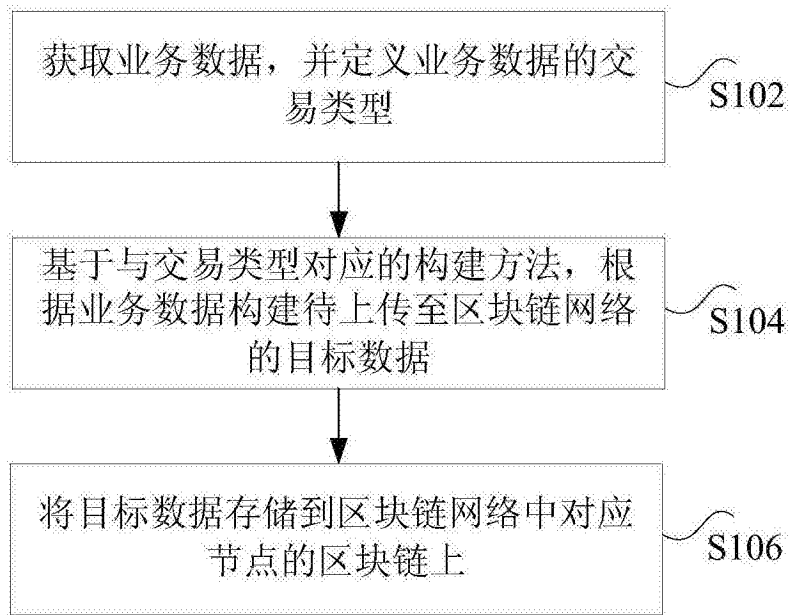 获取业务数据，并定义业务数据的交
易类型
S102
基于与交易类型对应的构建方法，根
据业务数据构建待上传至区块链网络
的目标数据
S104
将目标数据存储到区块链网络中对应
节点的区块链上
S106